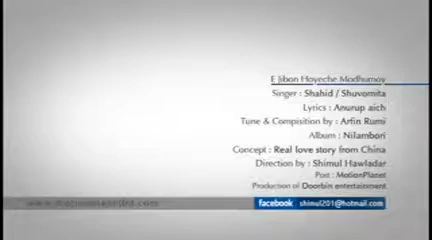 E Jibon Hoyeche Modhumoy
Singer : Shahid / Shuvomita
Lyrics : Anurup aich
Tune & Compisition by : Arfin Rumi
Album : Nilambori
Concept : Real love story from China
Direction by : Shimul Hawladar
Post : MotionPlanet
Production of Doorbin entertainment
facebook shimul201@hotmail.com